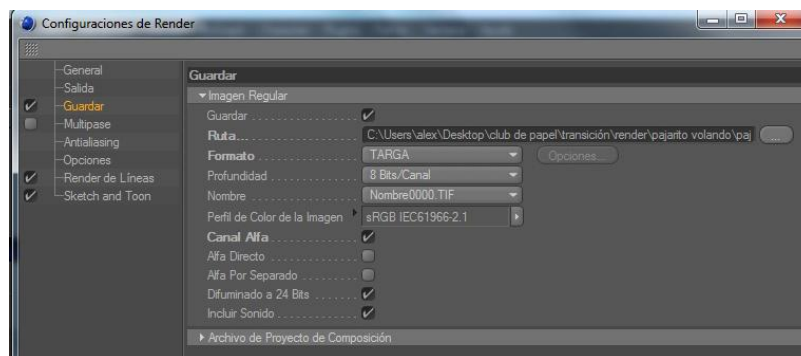 Configuraciones de Render
General
Salida
Guardar
Multipase
Antialiasing
Opciones
Render de Líneas
Sketch and Toon
Guardar
Imagen Regular
Guardar
Ruta... C:\Users\alex\Desktop\club de papel\transición\render\pajarito volando\paj ...
Formato TARGA Opciones...
Profundidad 8 Bits/Canal
Nombre Nombre0000.TIF
Perfil de Color de la Imagen sRGB IEC61966-2.1
Canal Alfa
Alfa Directo
Alfa Por Separado
Difuminado a 24 Bits
Incluir Sonido
Archivo de Proyecto de Composición